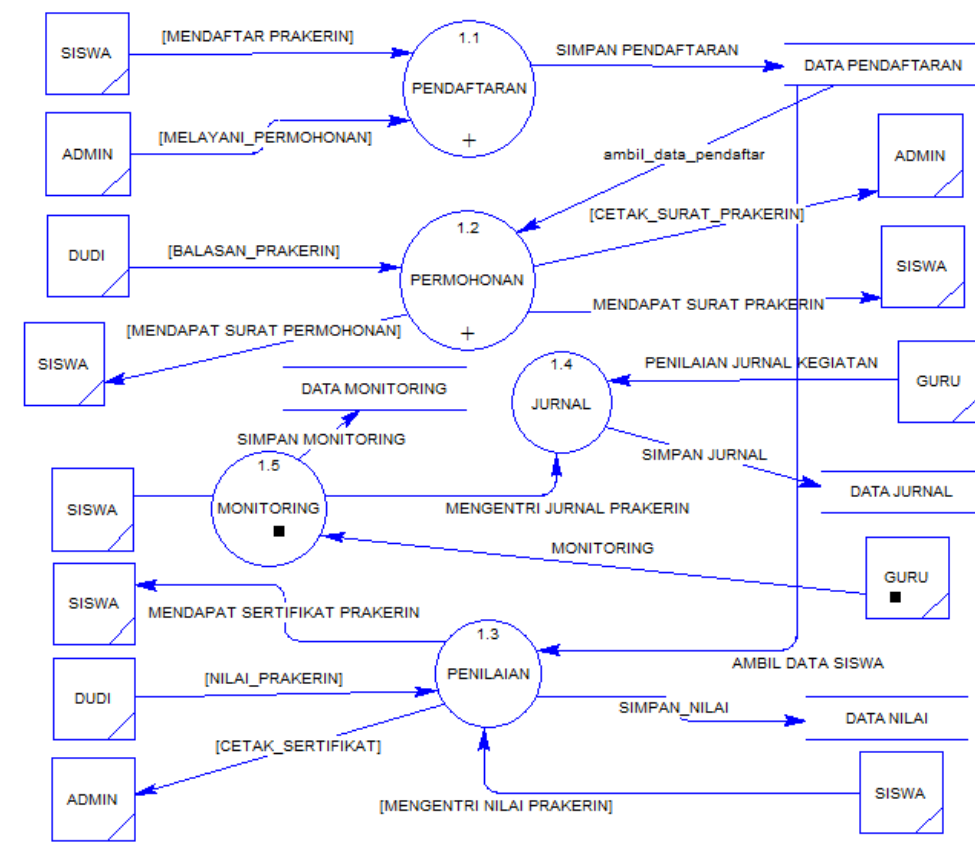 1.1
[MENDAFTAR PRAKERIN]
SIMPAN PENDAFTARAN
SISWA
DATA PENDAFTARAN
PENDAFTARAN
[MELAYANI_PERMOHONAN]
+
ADMIN
ambil_data_pendaftar
ADMIN
[CETAK_SURAT_PRAKERIN]
1.2
[BALASAN_PRAKERIN]
DUDI
SISWA
PERMOHONAN
MENDAPAT SURAT PRAKERIN
[MENDAPAT SURAT PERMOHONAN]
+
SISWA
1.4
PENILAIAN JURNAL KEGIATAN
GURU
DATA MONITORING
JURNAL
SIMPAN MONITORING
SIMPAN JURNAL
1.5
DATA JURNAL
SISWA
MONITORING
MENGENTRI JURNAL PRAKERIN
MONITORING
GURU
SISWA
MENDAPAT SERTIFIKAT PRAKERIN
1.3
AMBIL DATA SISWA
PENILAIAN
[NILAI_PRAKERIN]
DUDI
SIMPAN_NILAI
DATA NILAI
[CETAK_SERTIFIKAT]
ADMIN
SISWA
[MENGENTRI NILAI PRAKERIN]